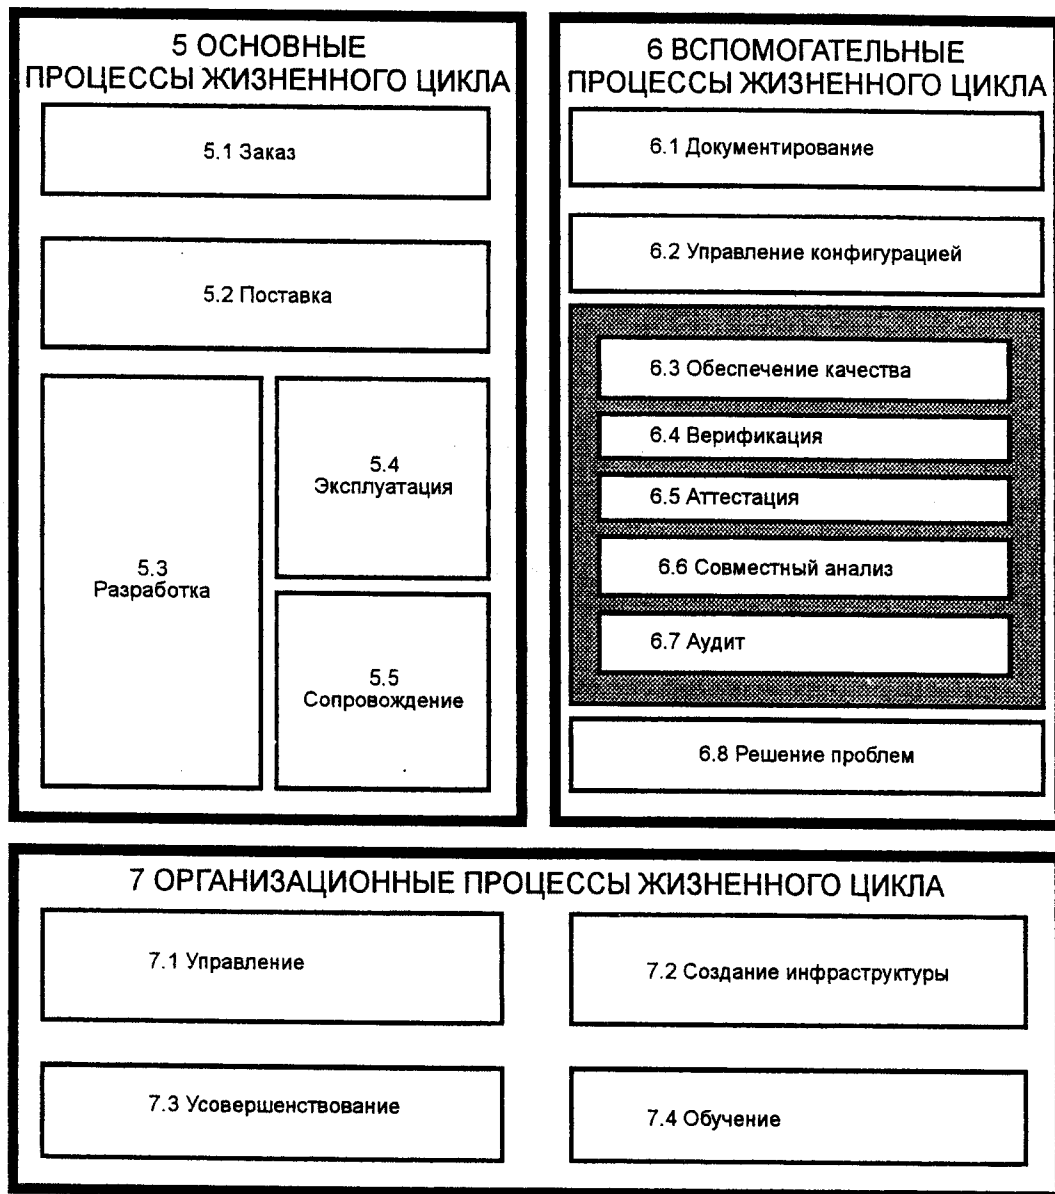 5 ОСНОВНЫЕ
ПРОЦЕССЫ ЖИЗНЕННОГО ЦИКЛА
5.1 Заказ
5.2 Поставка
5.3
Разработка
5.4
Эксплуатация
5.5
Сопровождение
6 ВСПОМОГАТЕЛЬНЫЕ
ПРОЦЕССЫ ЖИЗНЕННОГО ЦИКЛА
6.1 Документирование
6.2 Управление конфигурацией
6.3 Обеспечение качества
6.4 Верификация
6.5 Аттестация
6.6 Совместный анализ
6.7 Аудит
6.8 Решение проблем
7 ОРГАНИЗАЦИОННЫЕ ПРОЦЕССЫ ЖИЗНЕННОГО ЦИКЛА
7.1 Управление
7.2 Создание инфраструктуры
7.3 Усовершенствование
7.4 Обучение